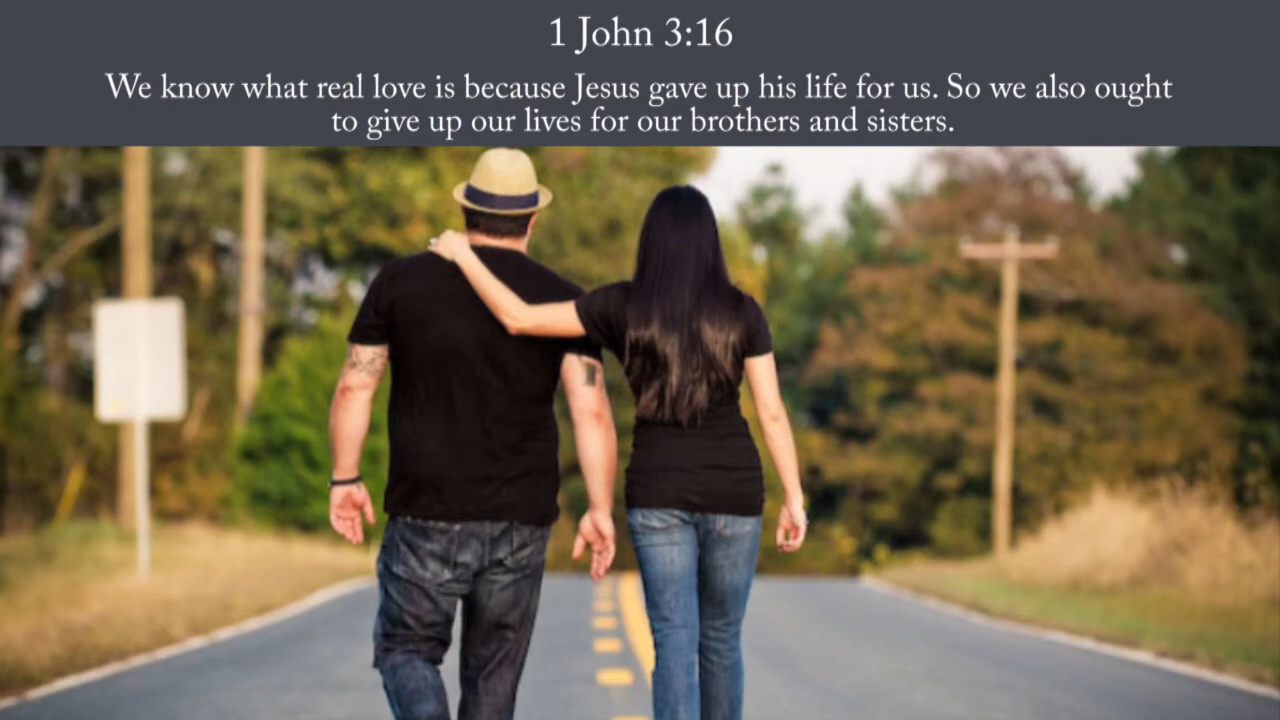 1 John 3:16
We know what real love is because Jesus gave up his life for us. So we also ought
to give up our lives for our brothers and sisters.